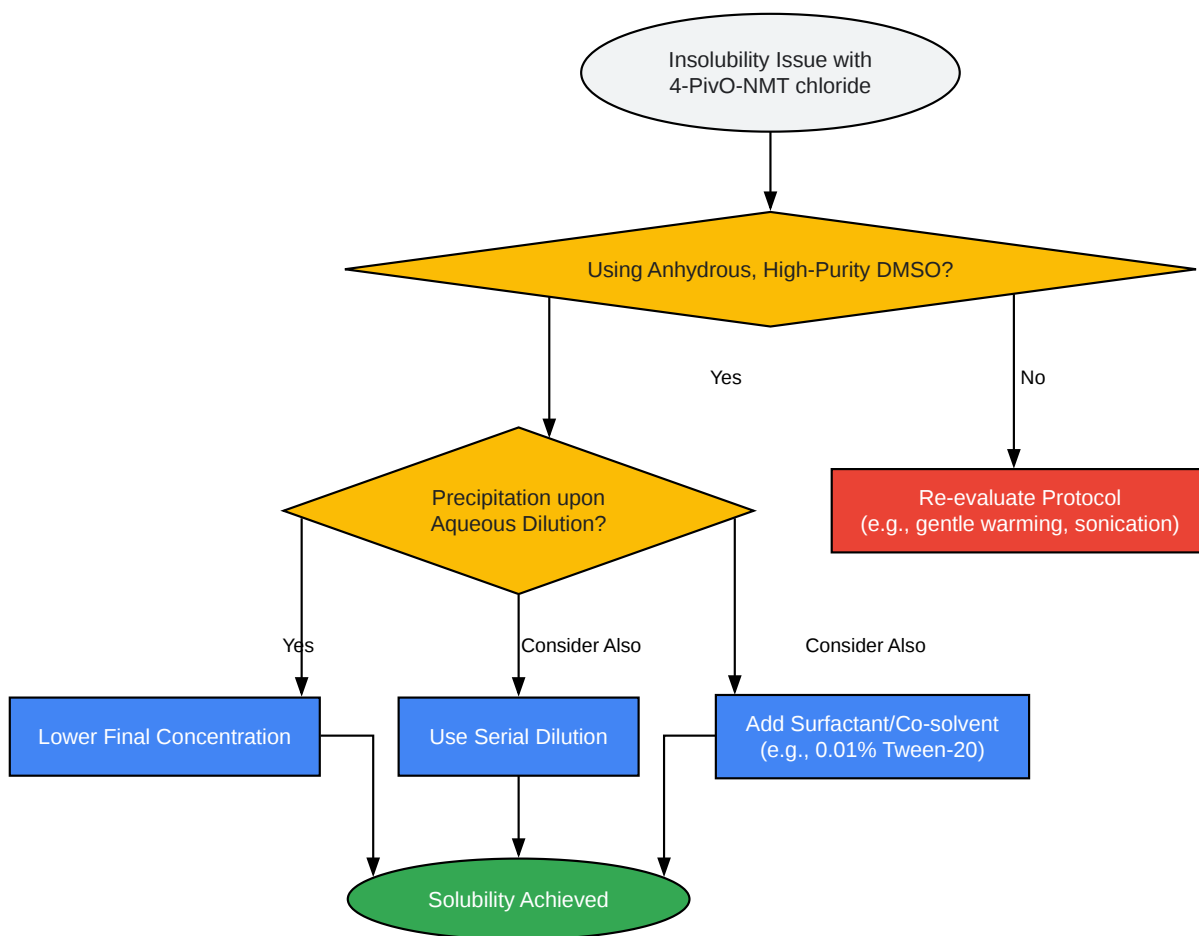 Insolubility Issue with
4-PivO-NMT chloride
Using Anhydrous, High-Purity DMSO?
Yes
No
Precipitation upon
Aqueous Dilution?
Re-evaluate Protocol
(e.g., gentle warming, sonication)
Yes
Consider Also
Consider Also
Lower Final Concentration
Use Serial Dilution
Add Surfactant/Co-solvent
(e.g., 0.01% Tween-20)
Solubility Achieved